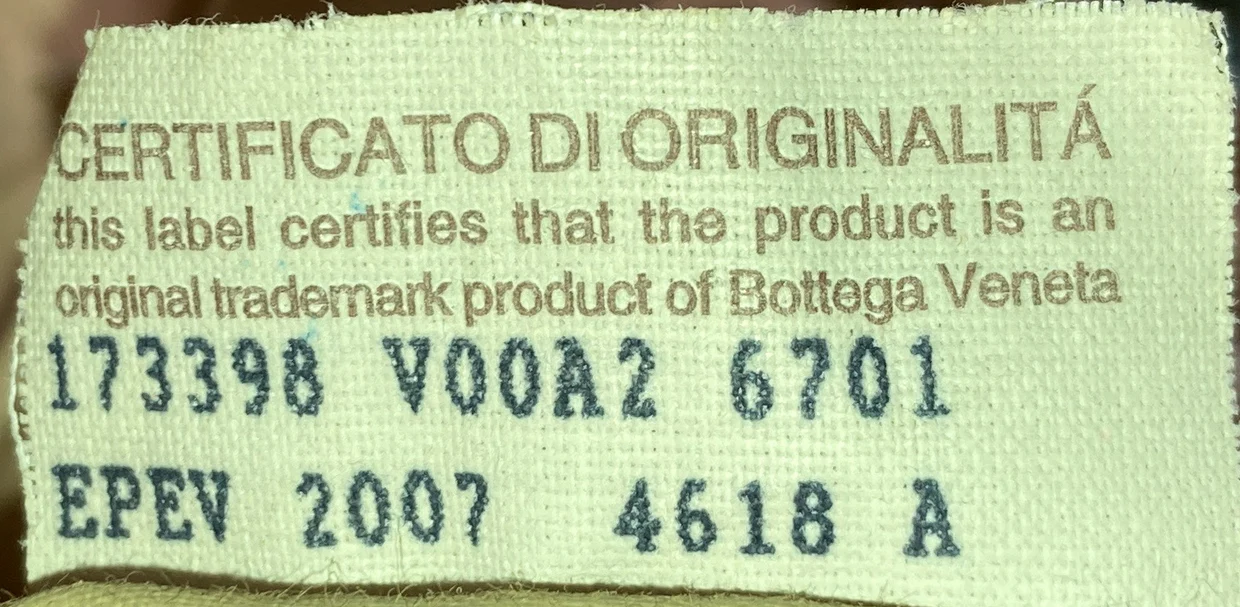 CERTIFICATO DI ORIGINALITÁ
this label certifies that the product is an
original trademark product of Bottega Veneta
173398 V00A2 6701
EPEV 2007 4618 A